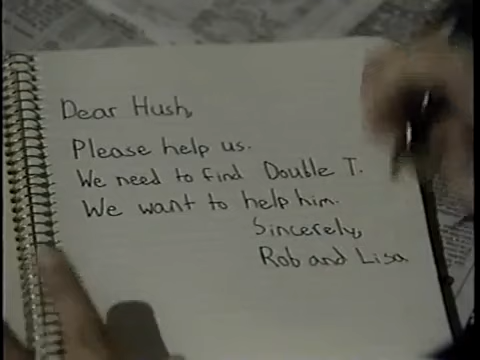 Dear Hush,
Please help us.
We need to find Double T.
We want to help him.
Sincerely,
Rob and Lisa